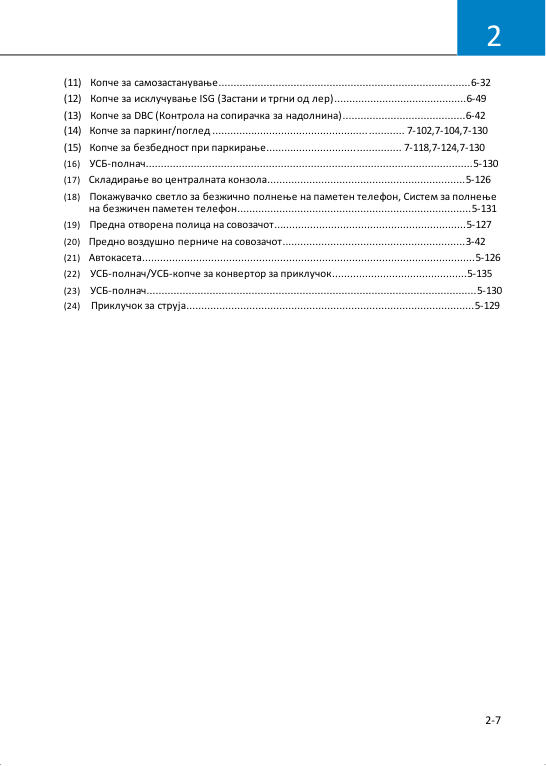 2
(11) Копче за самозастанување....................................................................................6-32
(12) Копче за исклучување ISG (Застани и тргни од лер)............................................6-49
(13) Копче за DBC (Контрола на сопирачка за надолнина).........................................6-42
(14) Копче за паркинг/поглед ................................................................ 7-102,7-104,7-130
(15) Копче за безбедност при паркирање............................................. 7-118,7-124,7-130
(16) УСБ-полнач.............................................................................................................5-130
(17) Складирање во централната конзола..................................................................5-126
(18) Покажувачко светло за безжично полнење на паметен телефон, Систем за полнење
на безжичен паметен телефон..............................................................................5-131
(19) Предна отворена полица на совозачот................................................................5-127
(20) Предно воздушно перниче на совозачот.............................................................3-42
(21) Автокасета...............................................................................................................5-126
(22) УСБ-полнач/УСБ-копче за конвертор за приклучок.............................................5-135
(23) УСБ-полнач..............................................................................................................5-130
(24) Приклучок за струја................................................................................................5-129
2-7